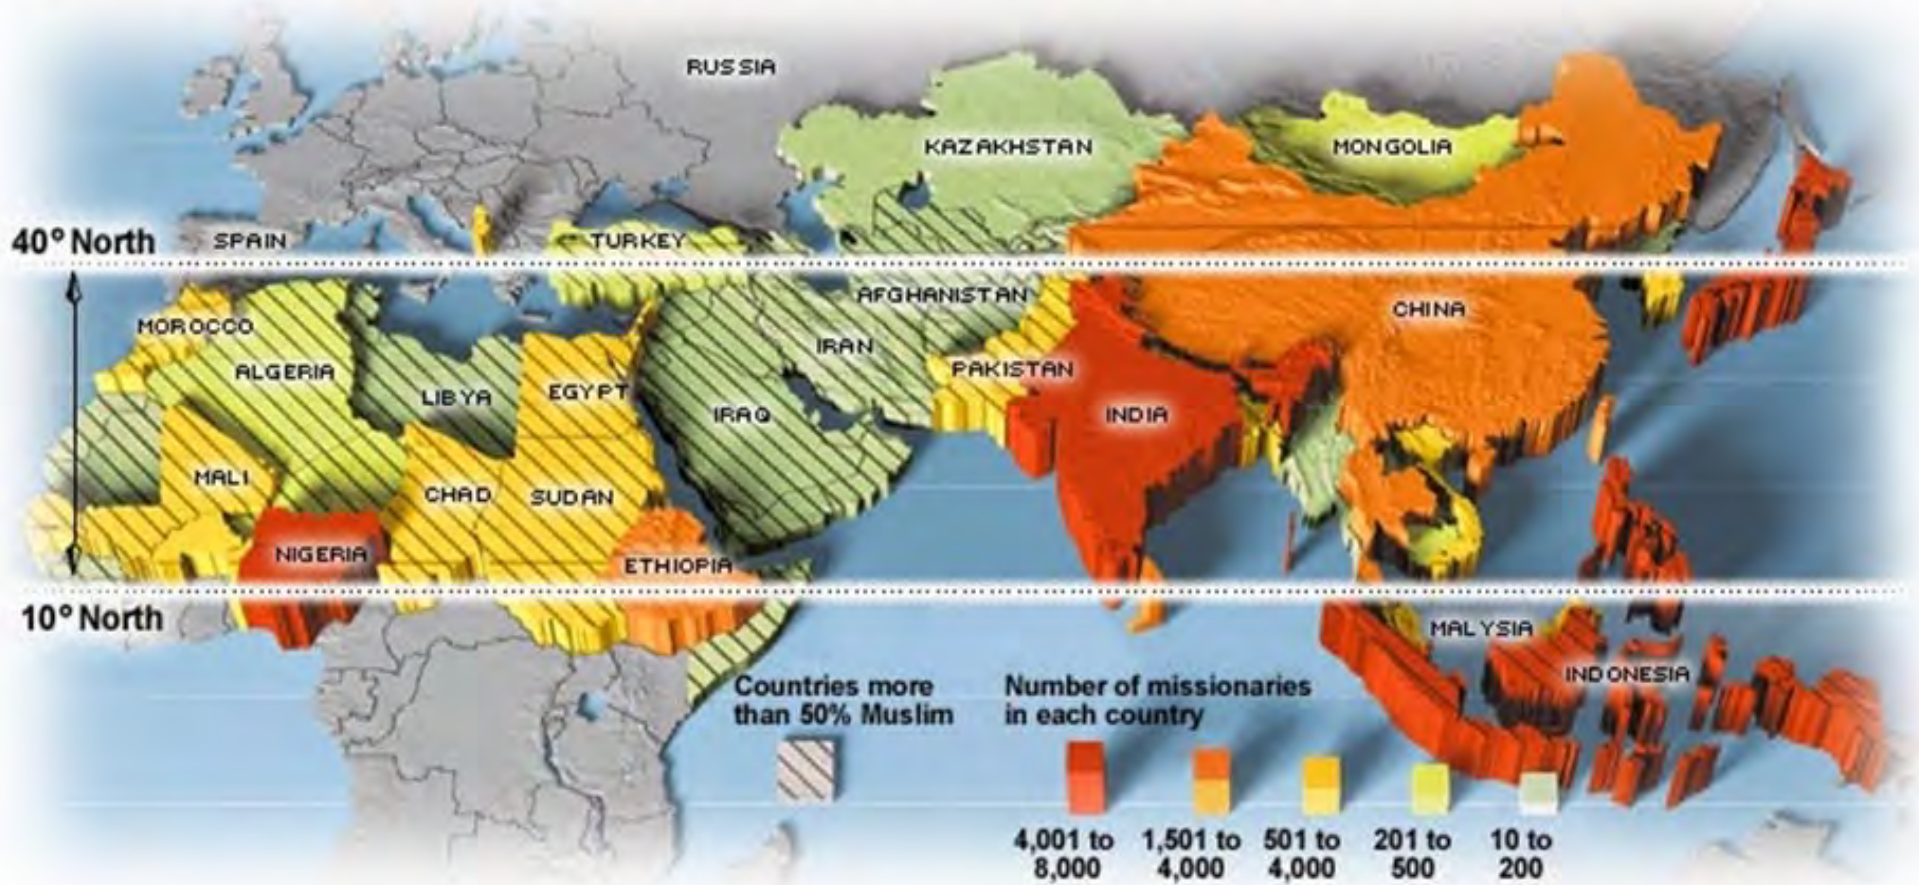 RUSSIA
KAZAKHSTAN
MONGOLIA
40° North
SPAIN
TURKEY
AFGHANISTAN
MOROCCO
CHINA
IRAN
ALGERIA
PAKISTAN
LIBYA
EGYPT
IRAQ
INDIA
MALI
CHAD
SUDAN
NIGERIA
ETHIOPIA
10° North
MALYSIA
INDONESIA
Countries more
than 50% Muslim
Number of missionaries
in each country
4,001 to
8,000
1,501 to
4,000
501 to
4,000
201 to
500
10 to
200